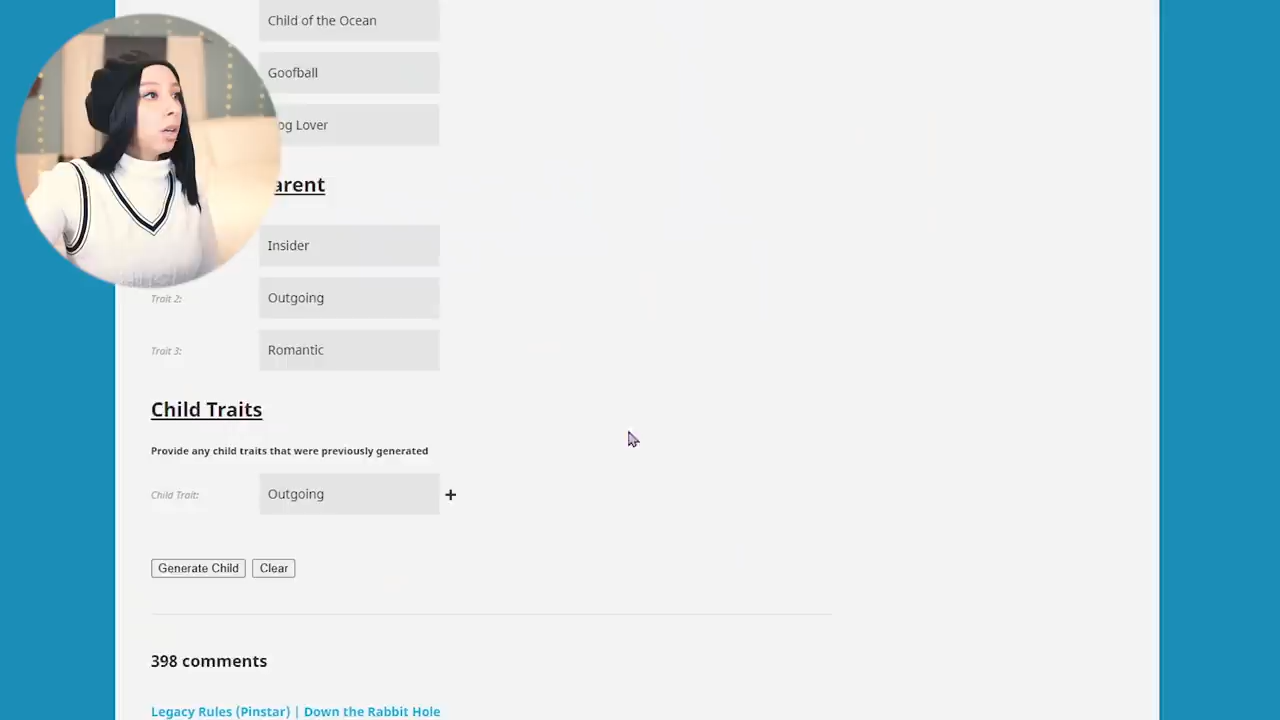 Child of the Ocean
Goofball
og Lover
arent
Insider
Trait 2: Outgoing
Trait 3: Romantic
Child Traits
Provide any child traits that were previously generated
Child Trait: Outgoing +
Generate Child Clear
398 comments
Legacy Rules (Pinstar) | Down the Rabbit Hole